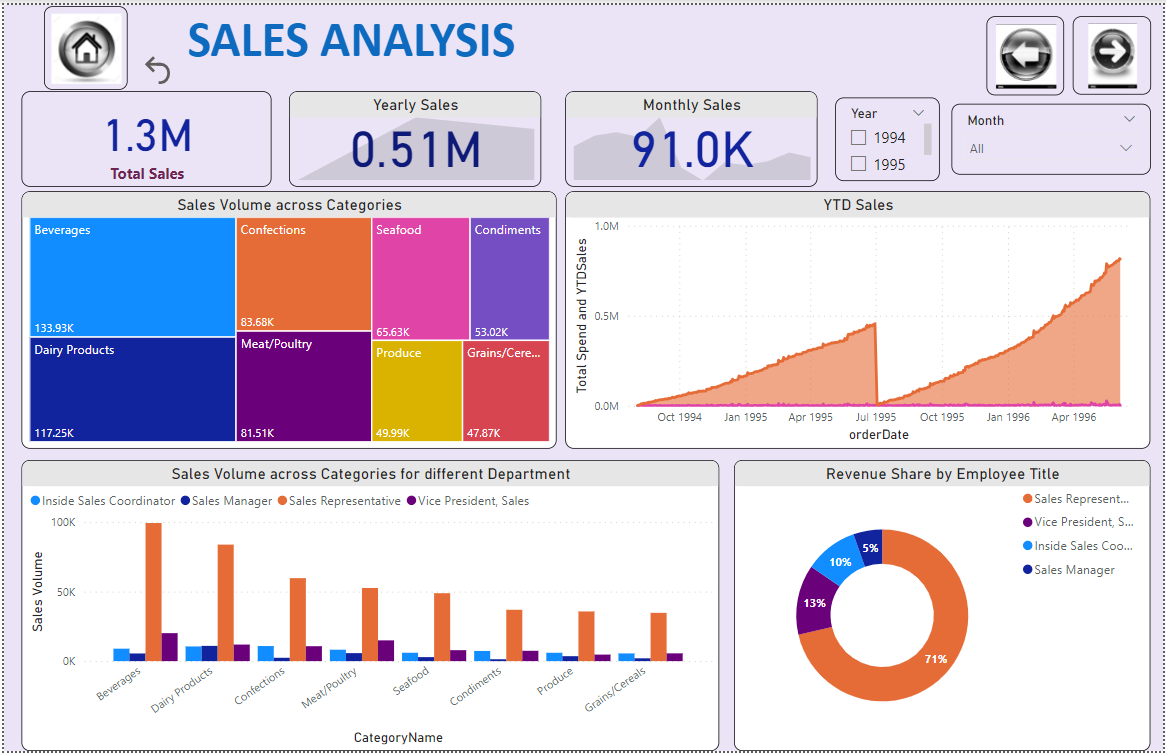 SALES ANALYSIS
1.3M
Total Sales
Yearly Sales
0.51M
Monthly Sales
91.0K
Year
1994
1995
Month
All
Sales Volume across Categories
Beverages
133.93K
Dairy Products
117.25K
Confections
83.68K
Meat/Poultry
81.51K
Seafood
65.63K
Condiments
53.02K
Produce
49.99K
Grains/Cere...
47.87K
YTD Sales
Total Spend and YTDSales
1.0M
0.5M
0.0M
Oct 1994 Jan 1995 Apr 1995 Jul 1995 Oct 1995 Jan 1996 Apr 1996
orderDate
Sales Volume across Categories for different Department
Inside Sales Coordinator Sales Manager Sales Representative Vice President, Sales
Sales Volume
100K
50K
0K
Beverages
Dairy Products
Confections
Meat/Poultry
Seafood
Condiments
Produce
Grains/Cereals
CategoryName
Revenue Share by Employee Title
Sales Represent...
Vice President, S...
Inside Sales Coo...
Sales Manager
5%
10%
13%
71%